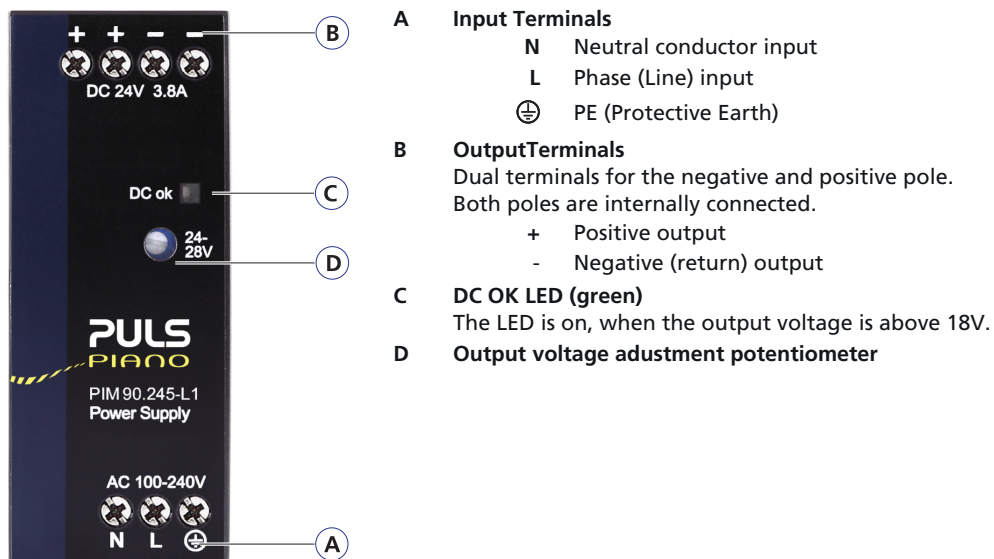 + + − −
DC 24V 3.8A
DC ok
24-
28V
PULS
PIANO
PIM 90.245-L1
Power Supply
AC 100-240V
N L
B
C
D
A
A Input Terminals
N Neutral conductor input
L Phase (Line) input
PE (Protective Earth)
B OutputTerminals
Dual terminals for the negative and positive pole.
Both poles are internally connected.
+ Positive output
- Negative (return) output
C DC OK LED (green)
The LED is on, when the output voltage is above 18V.
D Output voltage adustment potentiometer